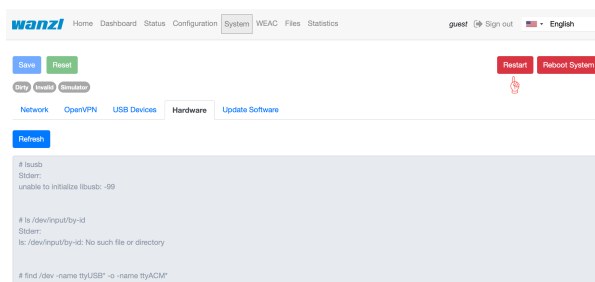 wanzl Home Dashboard Status Configuration System WEAC Files Statistics guest Sign out English
Save Reset Restart Reboot System
Dirty Invalid Simulator
Network OpenVPN USB Devices Hardware Update Software
Refresh
# lsusb
Stderr:
unable to initialize libusb: -99
# ls /dev/input/by-id
Stderr:
ls: /dev/input/by-id: No such file or directory
# find /dev -name ttyUSB* -o -name ttyACM*